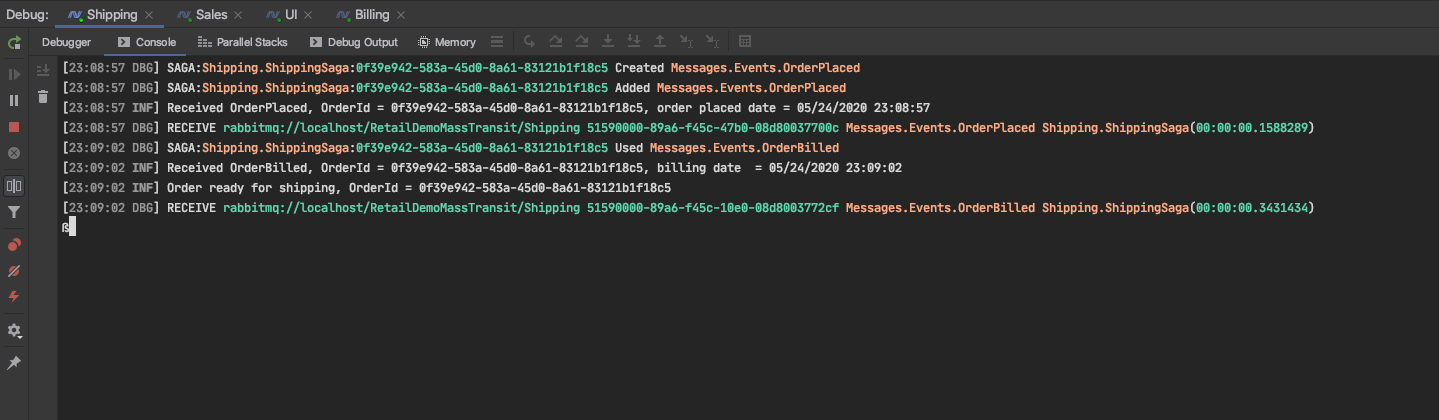 Debug: Shipping Sales UI Billing
Debugger Console Parallel Stacks Debug Output Memory
[23:08:57 DBG] SAGA:Shipping.ShippingSaga:0f39e942-583a-45d0-8a61-83121b1f18c5 Created Messages.Events.OrderPlaced
[23:08:57 DBG] SAGA:Shipping.ShippingSaga:0f39e942-583a-45d0-8a61-83121b1f18c5 Added Messages.Events.OrderPlaced
[23:08:57 INF] Received OrderPlaced, OrderId = 0f39e942-583a-45d0-8a61-83121b1f18c5, order placed date = 05/24/2020 23:08:57
[23:08:57 DBG] RECEIVE rabbitmq://localhost/RetailDemoMassTransit/Shipping 51590000-89a6-f45c-47b0-08d80037700c Messages.Events.OrderPlaced Shipping.ShippingSaga(00:00:00.1588289)
[23:09:02 DBG] SAGA:Shipping.ShippingSaga:0f39e942-583a-45d0-8a61-83121b1f18c5 Used Messages.Events.OrderBilled
[23:09:02 INF] Received OrderBilled, OrderId = 0f39e942-583a-45d0-8a61-83121b1f18c5, billing date  = 05/24/2020 23:09:02
[23:09:02 INF] Order ready for shipping, OrderId = 0f39e942-583a-45d0-8a61-83121b1f18c5
[23:09:02 DBG] RECEIVE rabbitmq://localhost/RetailDemoMassTransit/Shipping 51590000-89a6-f45c-10e0-08d8003772cf Messages.Events.OrderBilled Shipping.ShippingSaga(00:00:00.3431434)
ß